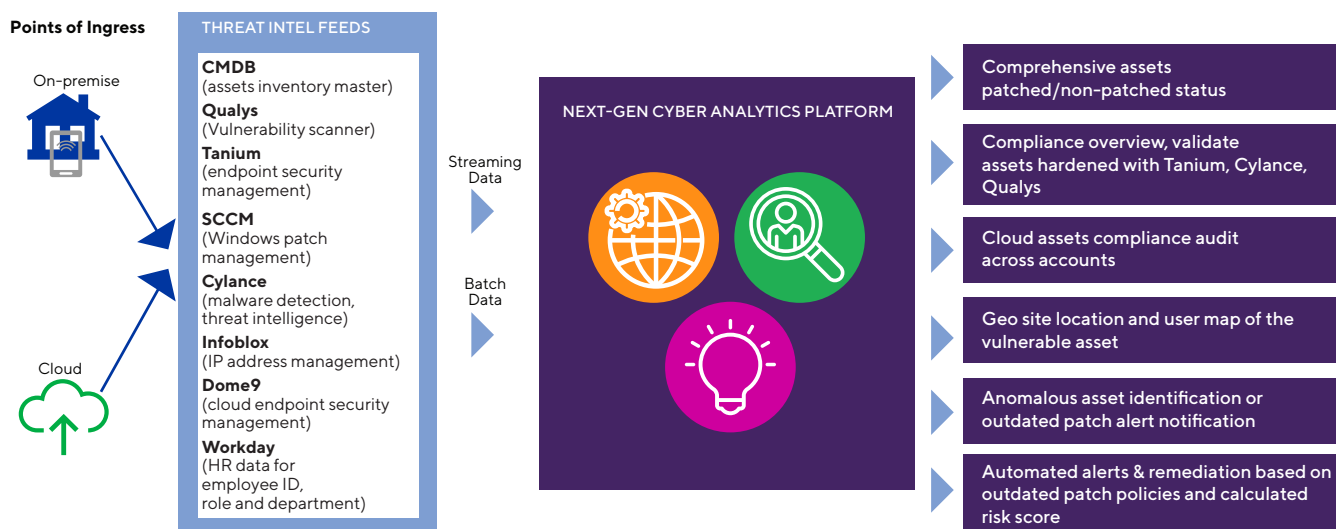 Points of Ingress
On-premise
Cloud
THREAT INTEL FEEDS
CMDB
(assets inventory master)
Qualys
(Vulnerability scanner)
Tanium
(endpoint security
management)
SCCM
(Windows patch
management)
Cylance
(malware detection,
threat intelligence)
Infoblox
(IP address management)
Dome9
(cloud endpoint security
management)
Workday
(HR data for
employee ID,
role and department)
Streaming
Data
Batch
Data
NEXT-GEN CYBER ANALYTICS PLATFORM
Comprehensive assets
patched/non-patched status
Compliance overview, validate
assets hardened with Tanium, Cylance,
Qualys
Cloud assets compliance audit
across accounts
Geo site location and user map of the
vulnerable asset
Anomalous asset identification or
outdated patch alert notification
Automated alerts & remediation based on
outdated patch policies and calculated
risk score